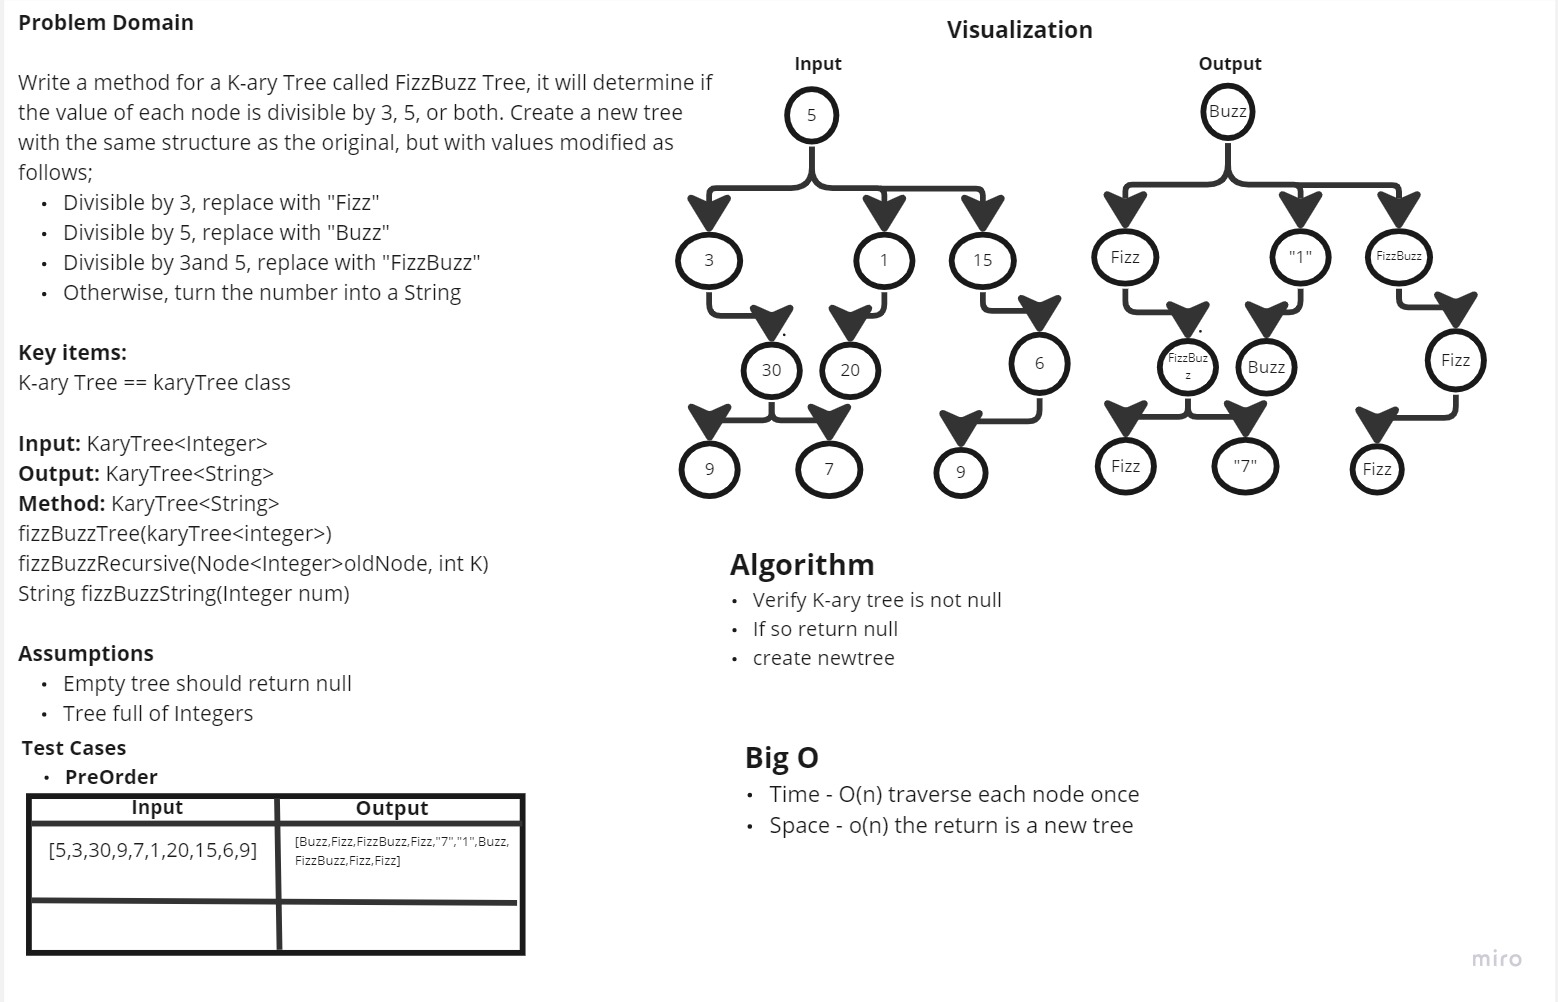 Problem Domain
Write a method for a K-ary Tree called FizzBuzz Tree, it will determine if
the value of each node is divisible by 3, 5, or both. Create a new tree
with the same structure as the original, but with values modified as
follows;
• Divisible by 3, replace with "Fizz"
• Divisible by 5, replace with "Buzz"
• Divisible by 3and 5, replace with "FizzBuzz"
• Otherwise, turn the number into a String
Key items:
K-ary Tree == karyTree class
Input: KaryTree<Integer>
Output: KaryTree<String>
Method: KaryTree<String>
fizzBuzzTree(karyTree<integer>)
fizzBuzzRecursive(Node<Integer>oldNode, int K)
String fizzBuzzString(Integer num)
Assumptions
• Empty tree should return null
• Tree full of Integers
Test Cases
• PreOrder
Input Output
[5,3,30,9,7,1,20,15,6,9]
[Buzz,Fizz,FizzBuzz,Fizz,"7","1",Buzz,
FizzBuzz,Fizz,Fizz]
Visualization
Input
5
3 1 15
30 20 6
9 7 9
Output
Buzz
Fizz "1" FizzBuzz
FizzBuz
z
Buzz Fizz
Fizz "7" Fizz
Algorithm
• Verify K-ary tree is not null
• If so return null
• create newtree
Big O
• Time - O(n) traverse each node once
• Space - o(n) the return is a new tree
miro